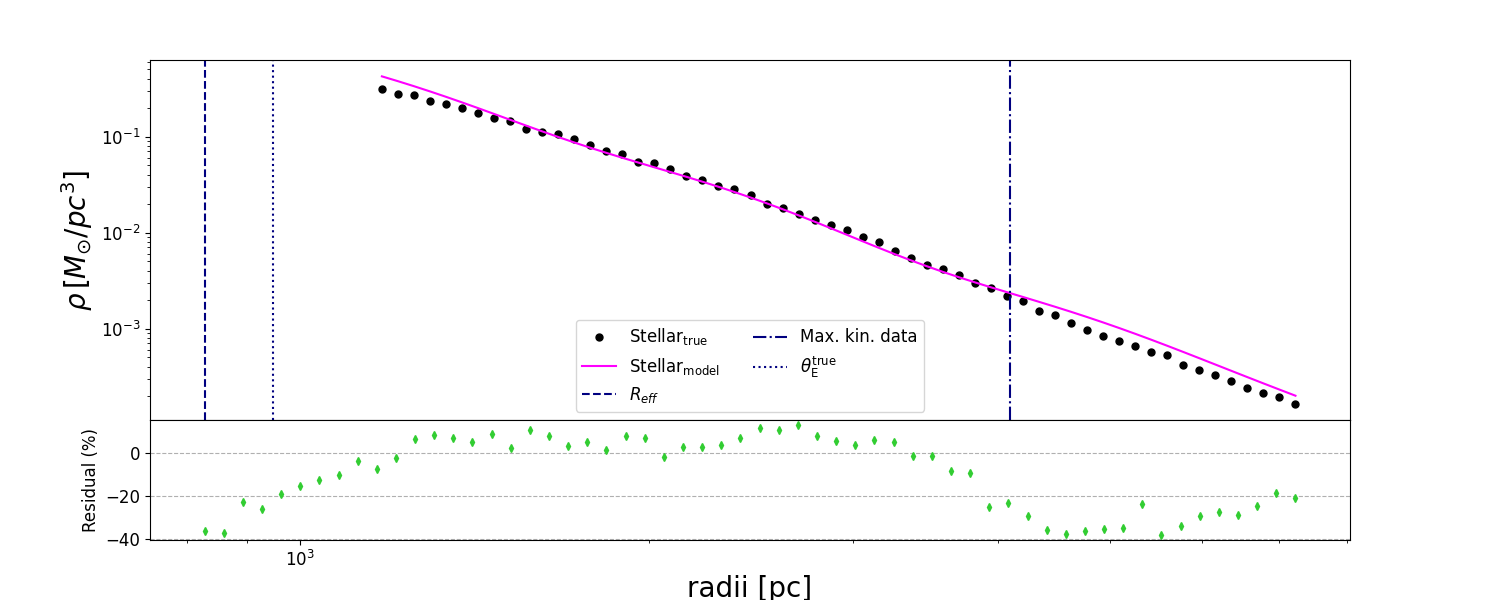 ρ [M⊙/pc³]
10⁻¹
10⁻²
10⁻³
Stellar_true
Stellar_model
R_eff
Max. kin. data
θ_E^true
Residual (%)
0
−20
−40
10³
radii [pc]